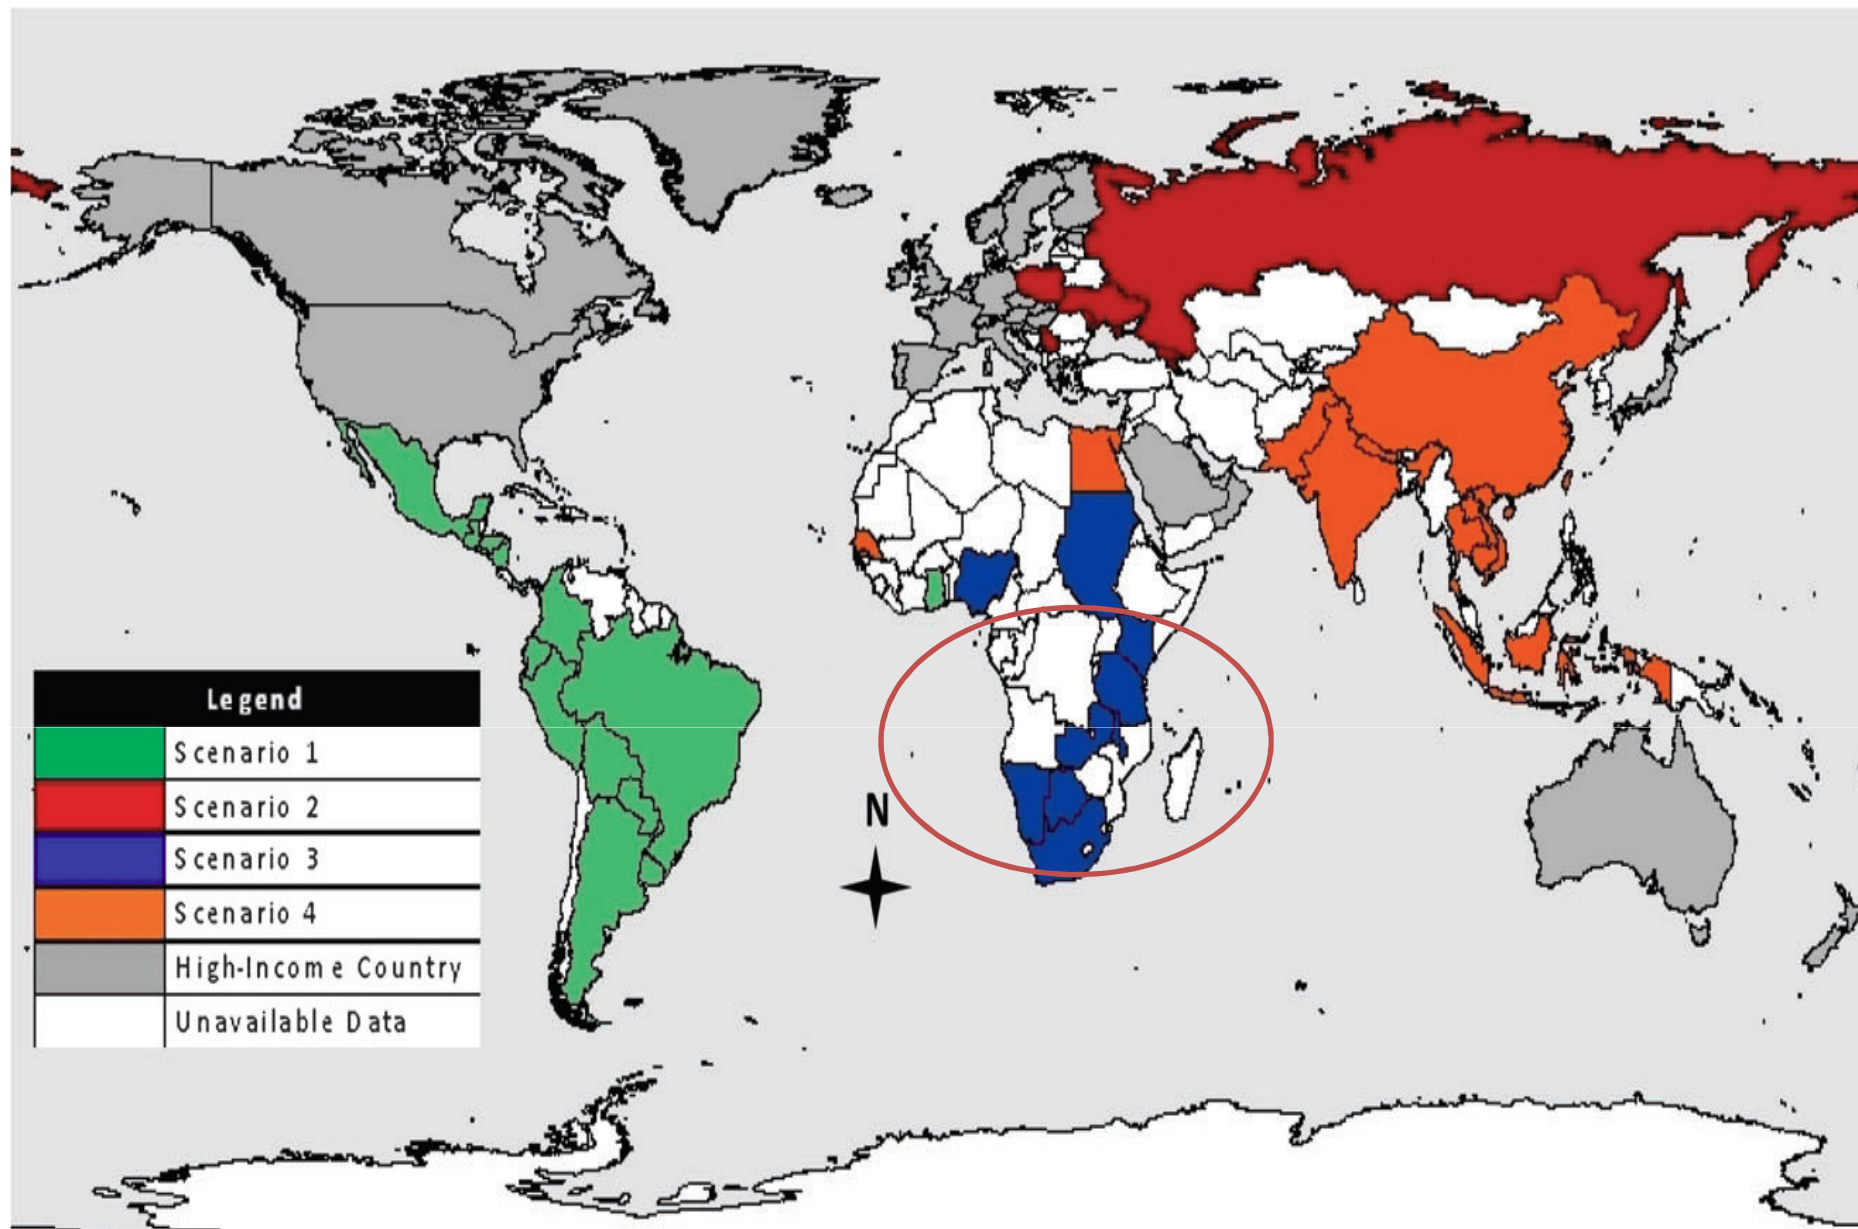 N
Legend
Scenario 1
Scenario 2
Scenario 3
Scenario 4
High-Income Country
Unavailable Data